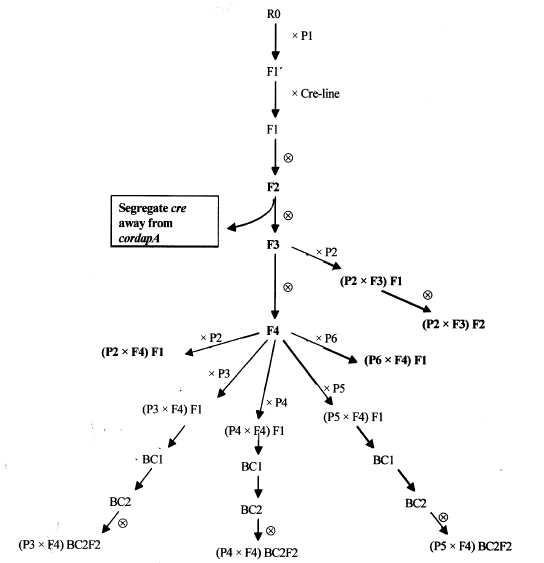 R0
× P1
F1′
× Cre-line
F1
⊗
F2
Segregate cre
away from
cordapA
⊗
F3
× P2
(P2 × F3) F1
⊗
⊗
(P2 × F3) F2
F4
× P2
× P6
(P2 × F4) F1
(P6 × F4) F1
× P3
× P4
× P5
(P3 × F4) F1
(P4 × F4) F1
(P5 × F4) F1
BC1
BC1
BC1
BC2
BC2
BC2
⊗
⊗
⊗
(P3 × F4) BC2F2
(P4 × F4) BC2F2
(P5 × F4) BC2F2